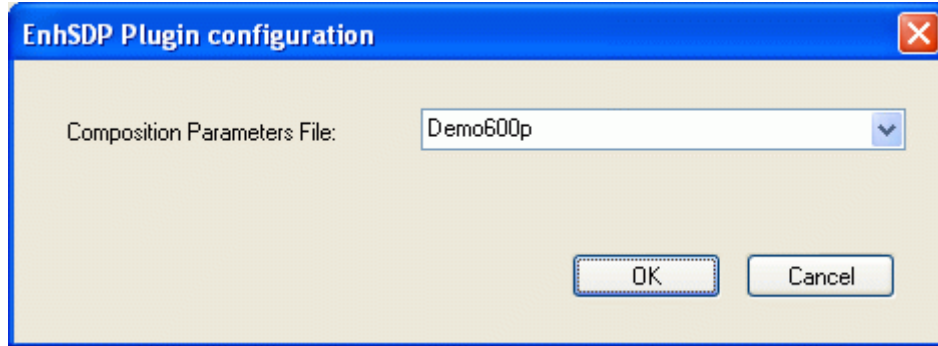 EnhSDP Plugin configuration
Composition Parameters File: Demo600p
OK Cancel